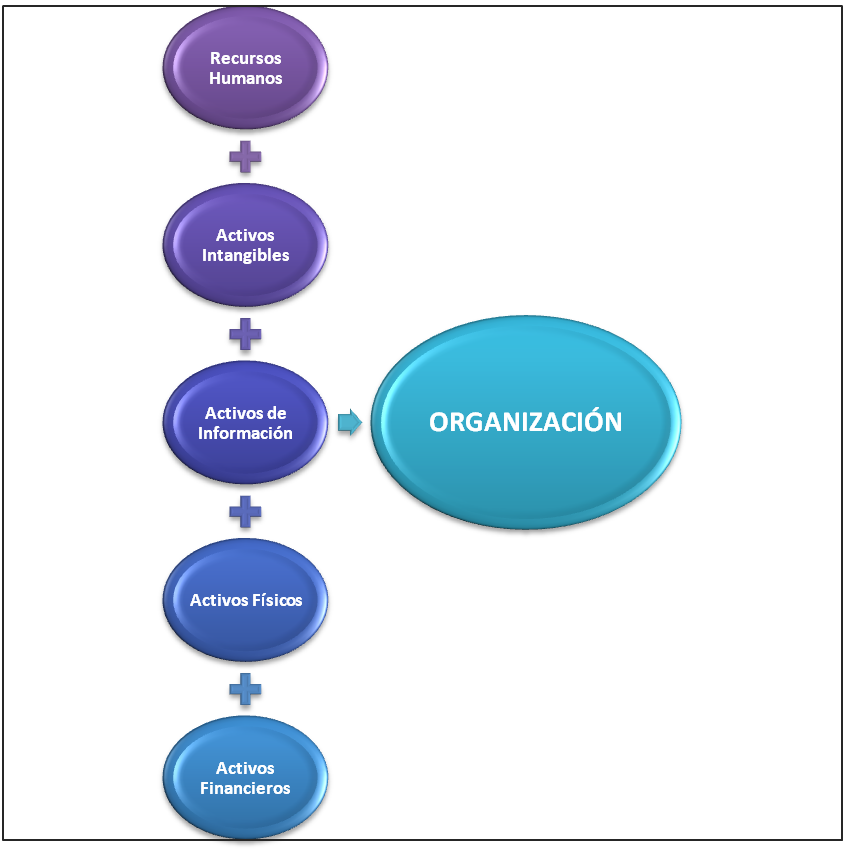 Recursos
Humanos
Activos
Intangibles
Activos de
Información
ORGANIZACIÓN
Activos Físicos
Activos
Financieros